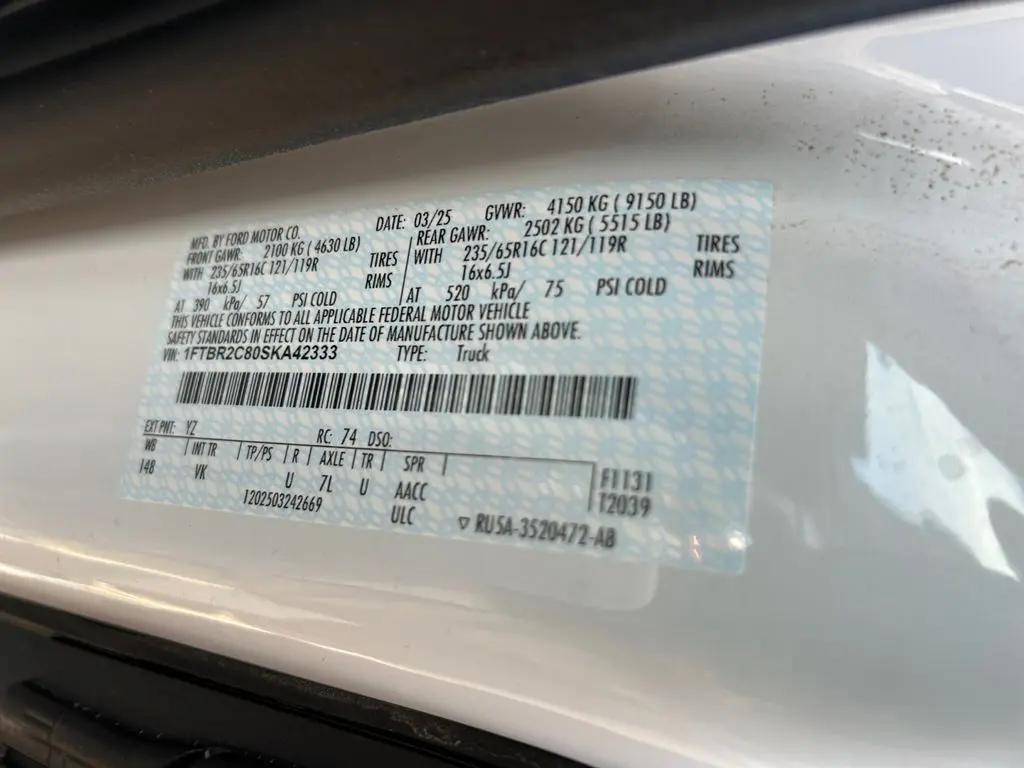 MFD. BY FORD MOTOR CO. DATE: 03/25 GVWR: 4150 KG ( 9150 LB)
FRONT GAWR: 2100 KG ( 4630 LB) REAR GAWR: 2502 KG ( 5515 LB)
WITH 235/65R16C 121/119R TIRES WITH 235/65R16C 121/119R TIRES
16x6.5J RIMS 16x6.5J RIMS
AT 390 kPa/ 57 PSI COLD AT 520 kPa/ 75 PSI COLD
THIS VEHICLE CONFORMS TO ALL APPLICABLE FEDERAL MOTOR VEHICLE
SAFETY STANDARDS IN EFFECT ON THE DATE OF MANUFACTURE SHOWN ABOVE.
VIN: 1FTBR2C80SKA42333 TYPE: Truck
EXT PNT: YZ RC: 74 DSO:
WB INT TR TP/PS R AXLE TR SPR F1131
148 VK U 7L U AACC T2039
1202503242669 ULC ▽ RU5A-3520472-AB